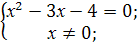 x² − 3x − 4 = 0;
x ≠ 0;